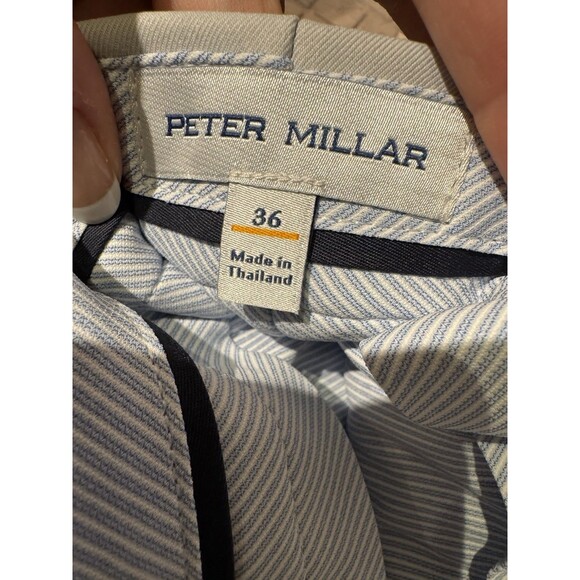 PETER MILLAR
36
Made in
Thailand